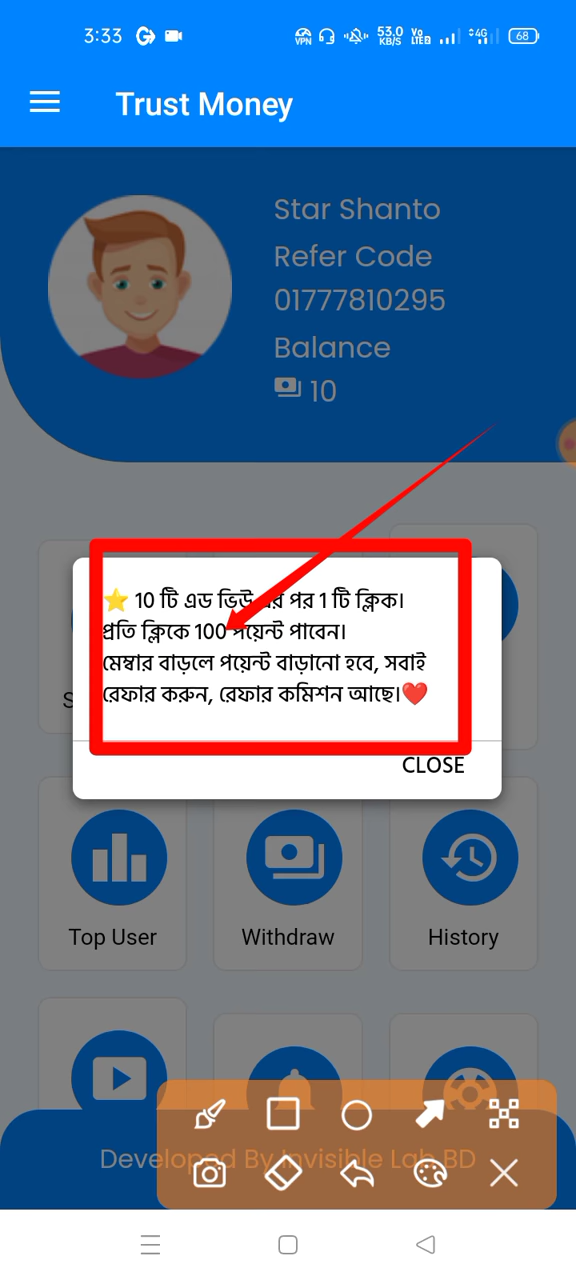 3:33
VPN
53.0 KB/S
Vo LTE 2
4G
68
Trust Money
Star Shanto
Refer Code
01777810295
Balance
10
⭐ 10 টি এড ভিউ এর পর 1 টি ক্লিক।
প্রতি ক্লিকে 100 পয়েন্ট পাবেন।
মেম্বার বাড়লে পয়েন্ট বাড়ানো হবে, সবাই
রেফার করুন, রেফার কমিশন আছে।❤️
S
CLOSE
Top User
Withdraw
History
Developed By Invisible Lab BD